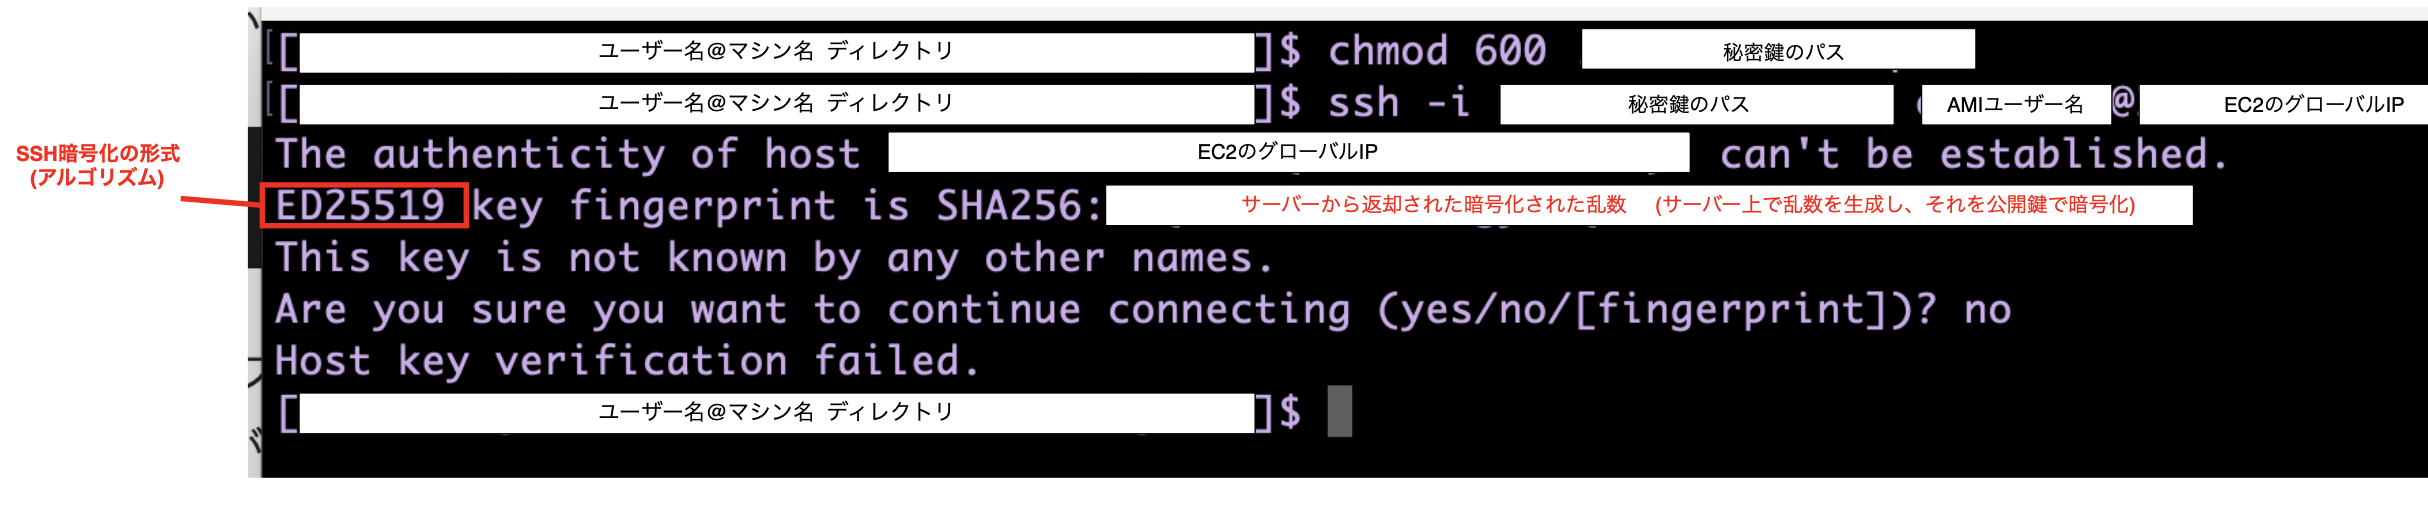 [ユーザー名@マシン名 ディレクトリ]$ chmod 600 秘密鍵のパス
[ユーザー名@マシン名 ディレクトリ]$ ssh -i 秘密鍵のパス AMIユーザー名@EC2のグローバルIP
The authenticity of host EC2のグローバルIP can't be established.
SSH暗号化の形式
(アルゴリズム)
ED25519 key fingerprint is SHA256:サーバーから返却された暗号化された乱数 (サーバー上で乱数を生成し、それを公開鍵で暗号化)
This key is not known by any other names.
Are you sure you want to continue connecting (yes/no/[fingerprint])? no
Host key verification failed.
[ユーザー名@マシン名 ディレクトリ]$